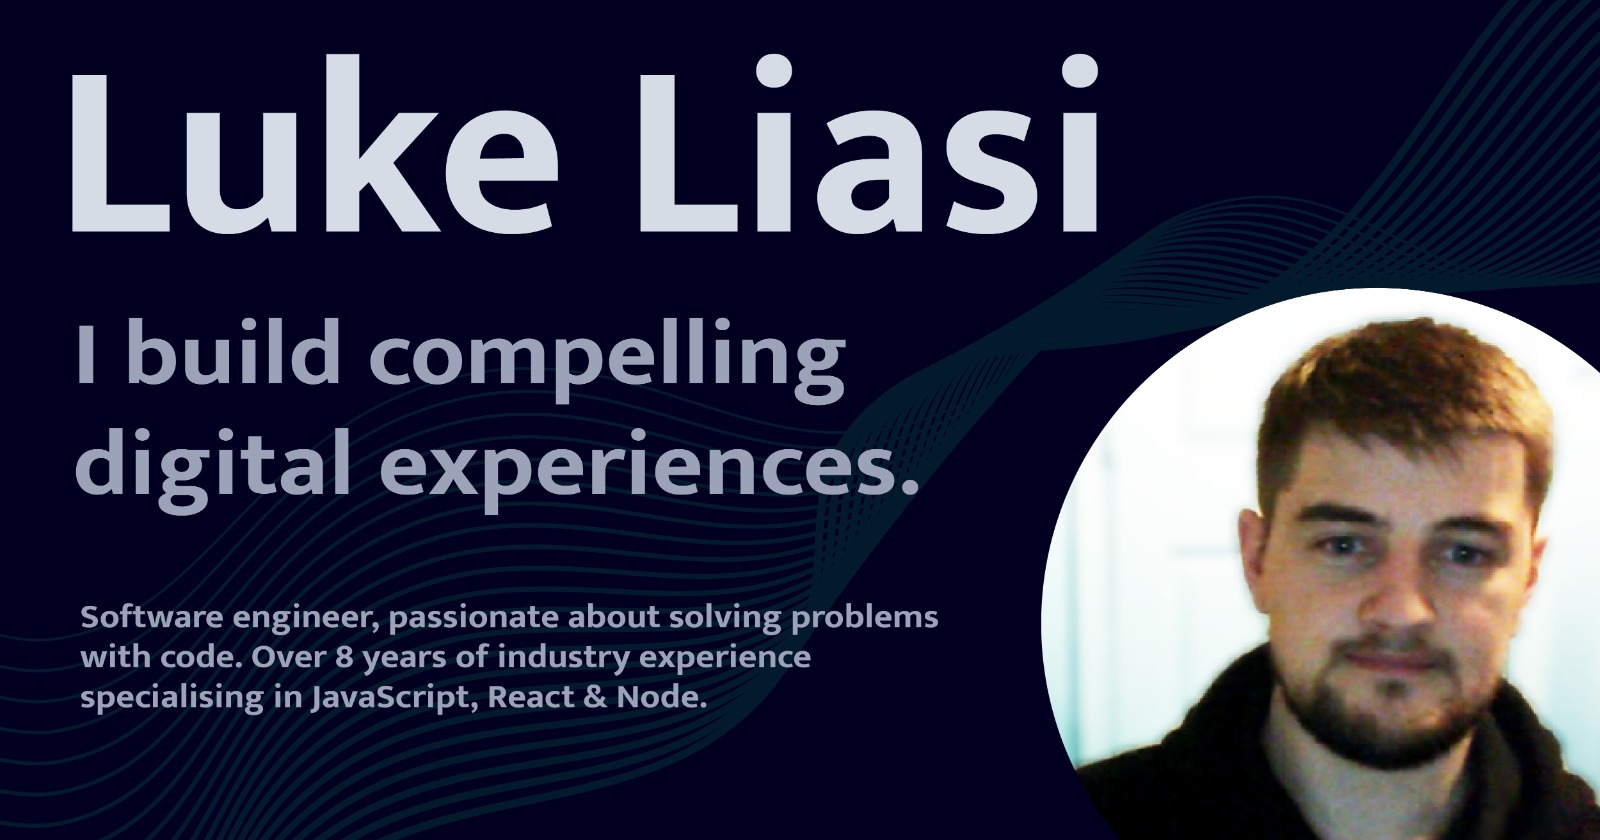 Luke Liasi
I build compelling
digital experiences.
Software engineer, passionate about solving problems
with code. Over 8 years of industry experience
specialising in JavaScript, React & Node.